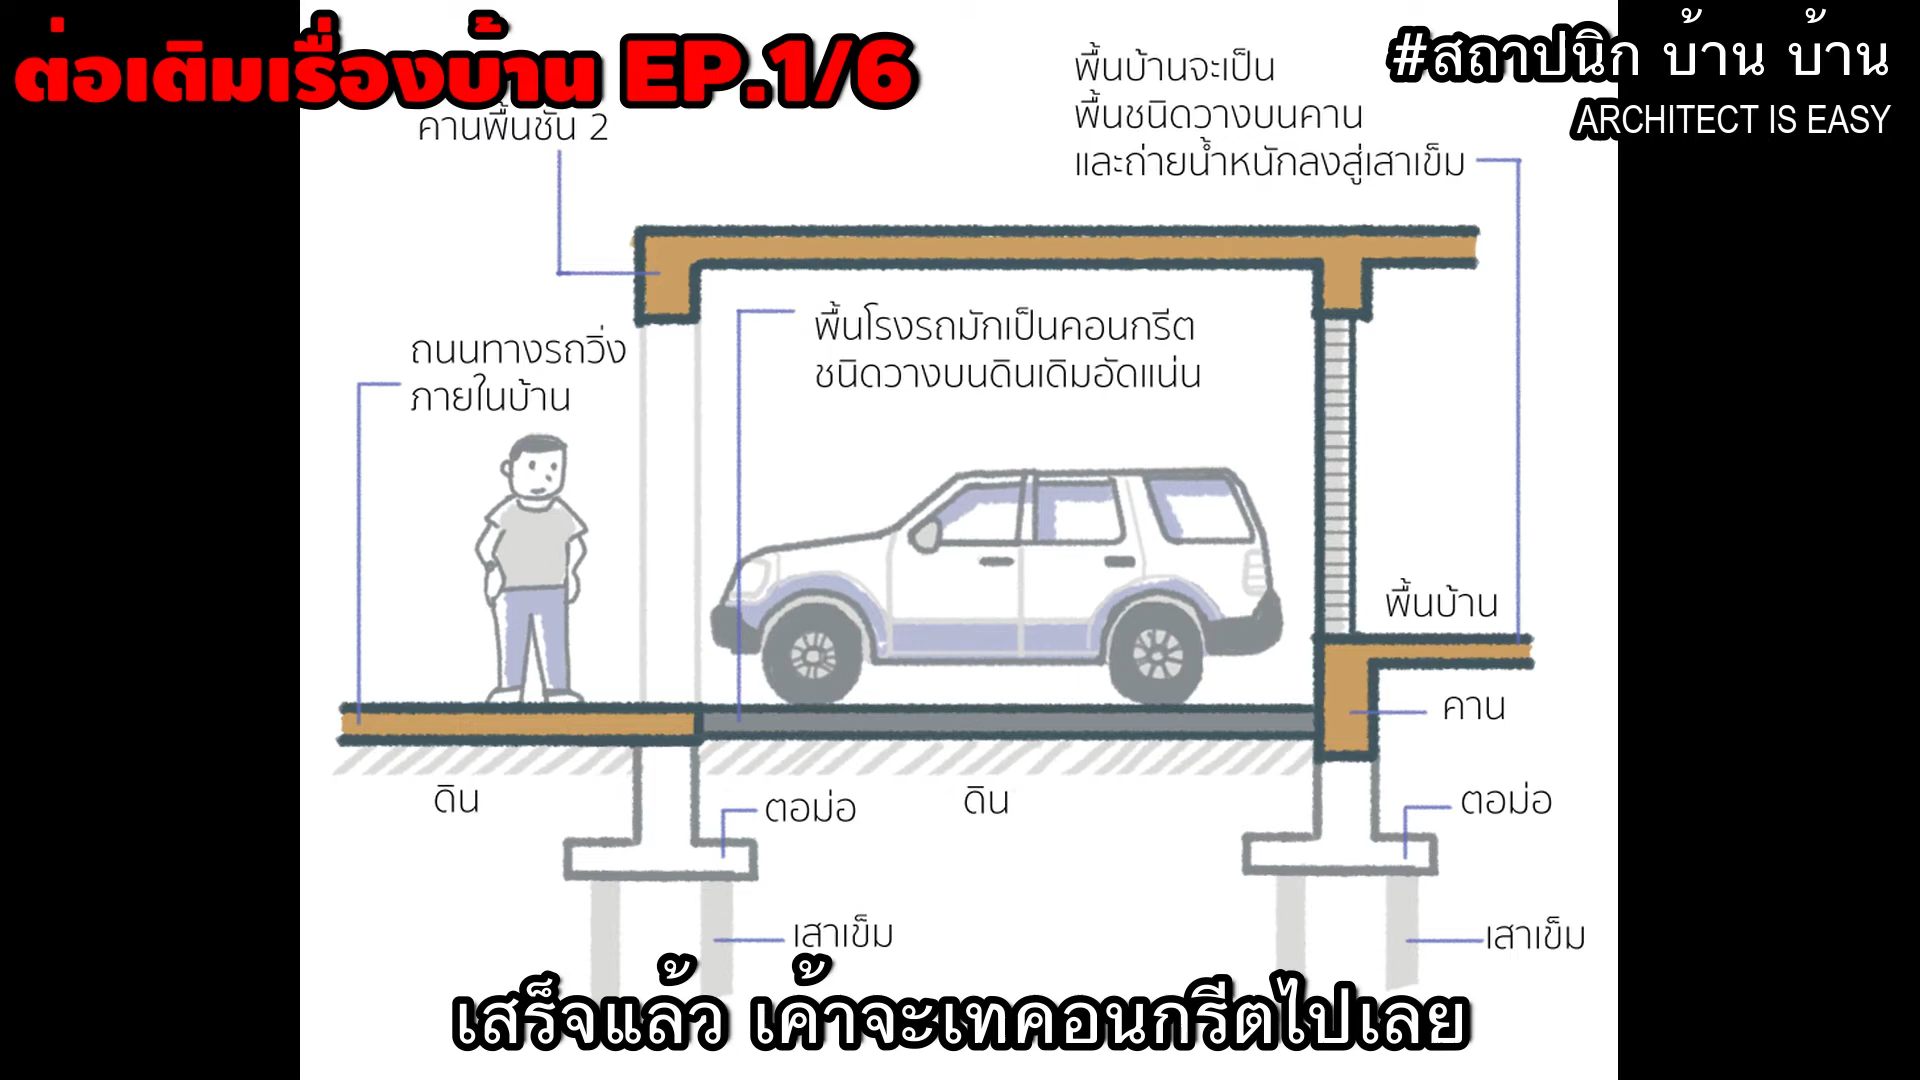 ต่อเติมเรื่องบ้าน EP.1/6
#สถาปนิก บ้าน บ้าน
ARCHITECT IS EASY
คานพื้นชั้น 2
พื้นบ้านจะเป็น
พื้นชนิดวางบนคาน
และถ่ายน้ำหนักลงสู่เสาเข็ม
ถนนทางรถวิ่ง
ภายในบ้าน
พื้นโรงรถมักเป็นคอนกรีต
ชนิดวางบนดินเดิมอัดแน่น
พื้นบ้าน
คาน
ดิน
ตอม่อ
ดิน
ตอม่อ
เสาเข็ม
เสาเข็ม
เสร็จแล้ว เค้าจะเทคอนกรีตไปเลย